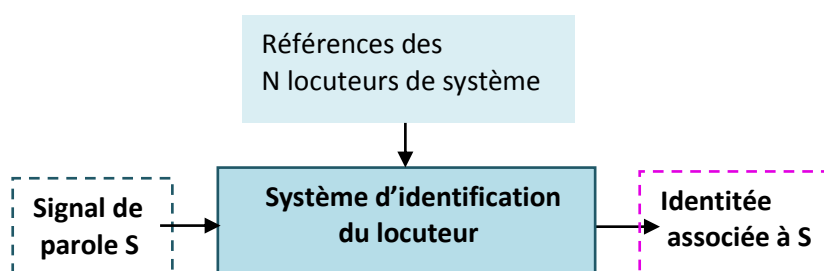 Références des
N locuteurs de système
Signal de
parole S
Système d’identification
du locuteur
Identitée
associée à S